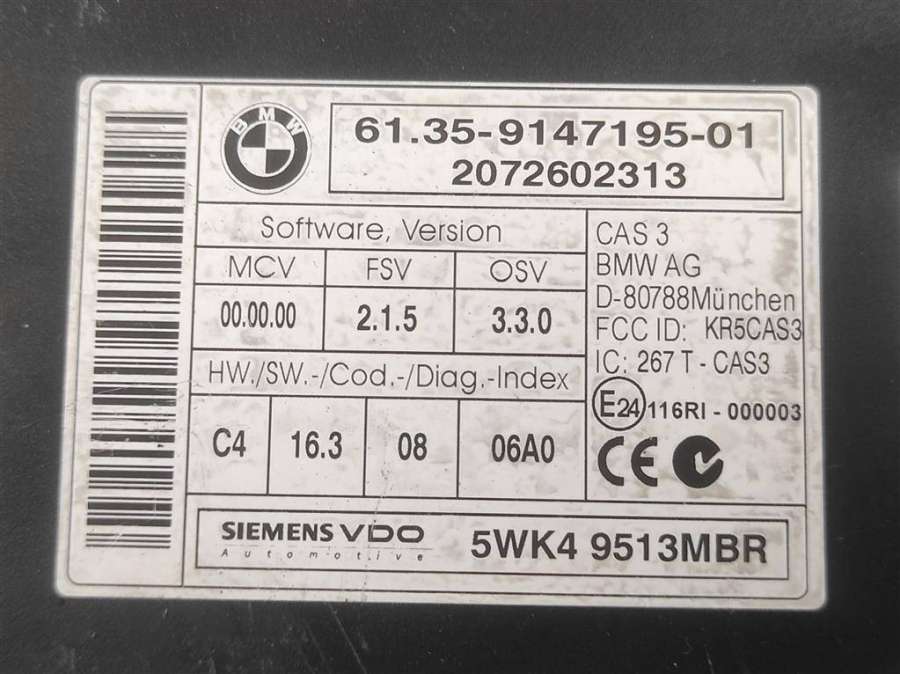 BMW
61.35-9147195-01
2072602313
Software, Version
MCV FSV OSV
00.00.00 2.1.5 3.3.0
HW./SW.-/Cod.-/Diag.-Index
C4 16.3 08 06A0
CAS 3
BMW AG
D-80788München
FCC ID: KR5CAS3
IC: 267 T - CAS3
E24 116RI - 000003
CE
SIEMENS VDO
Automotive
5WK4 9513MBR